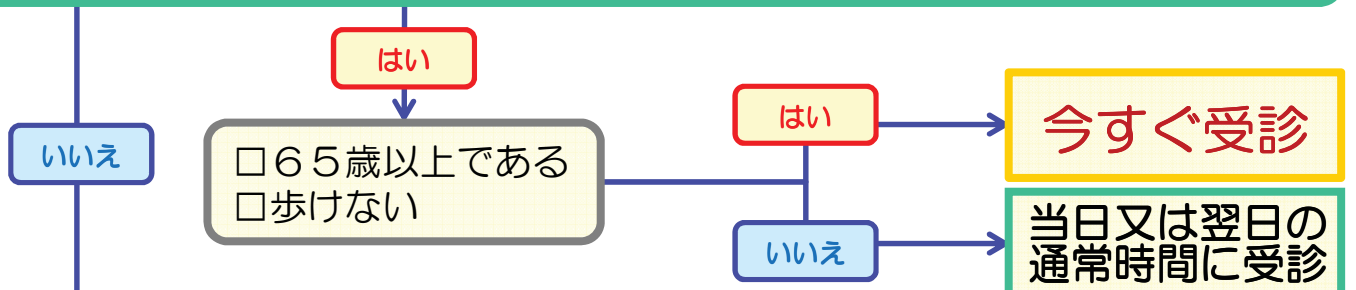 はい
はい
今すぐ受診
いいえ
□65歳以上である
□歩けない
いいえ
当日又は翌日の
通常時間に受診